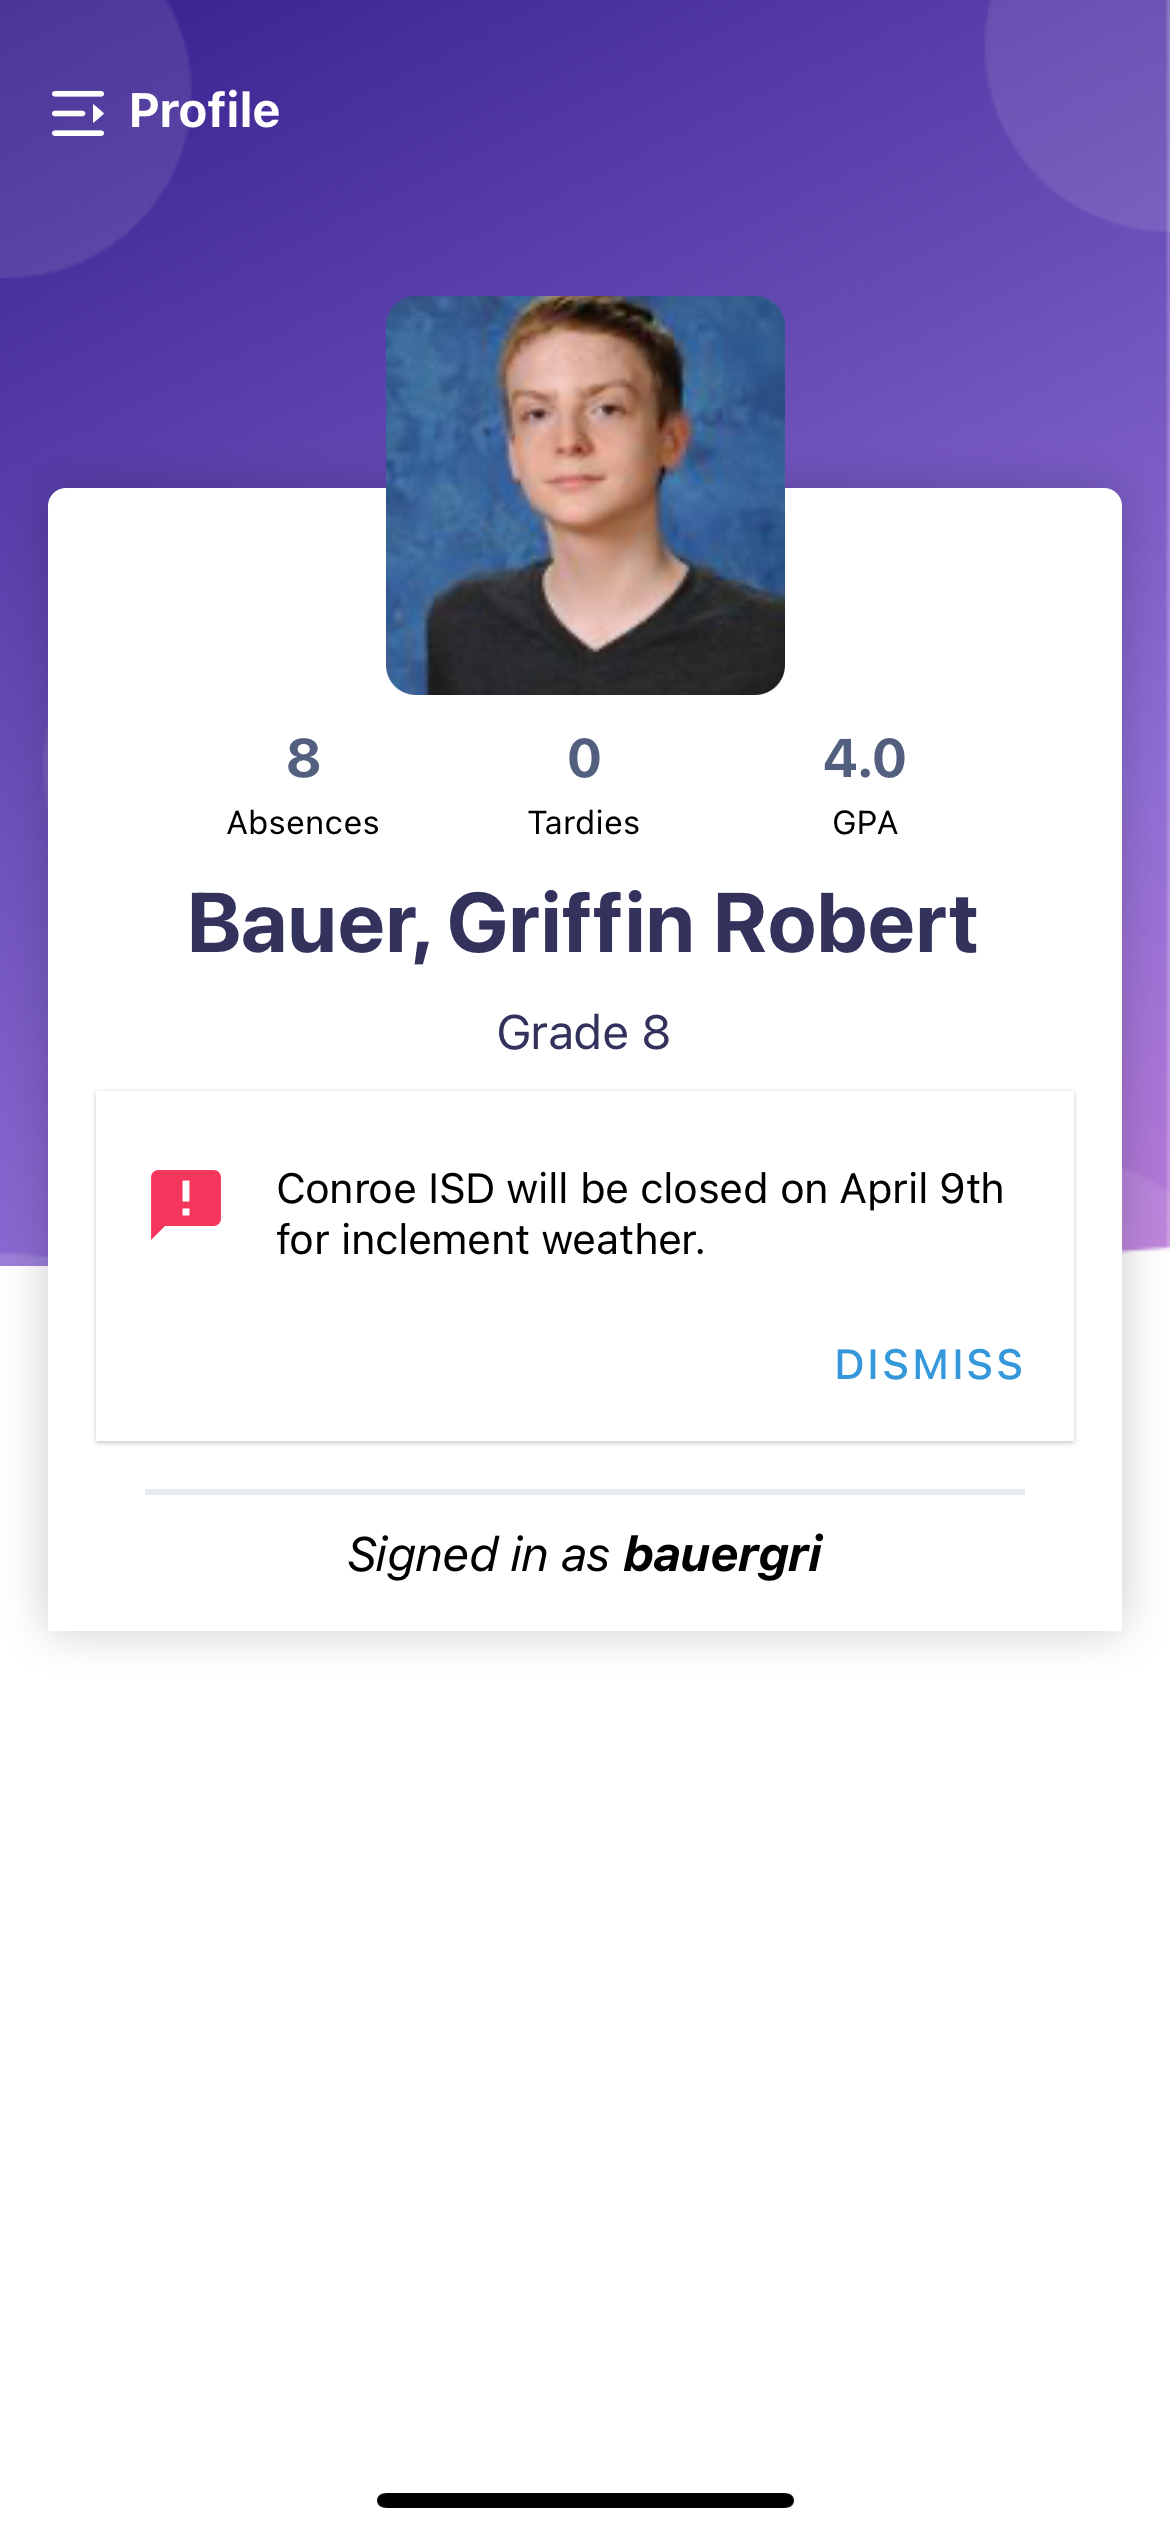 Profile
8 0 4.0
Absences Tardies GPA
Bauer, Griffin Robert
Grade 8
Conroe ISD will be closed on April 9th
for inclement weather.
DISMISS
Signed in as bauergri